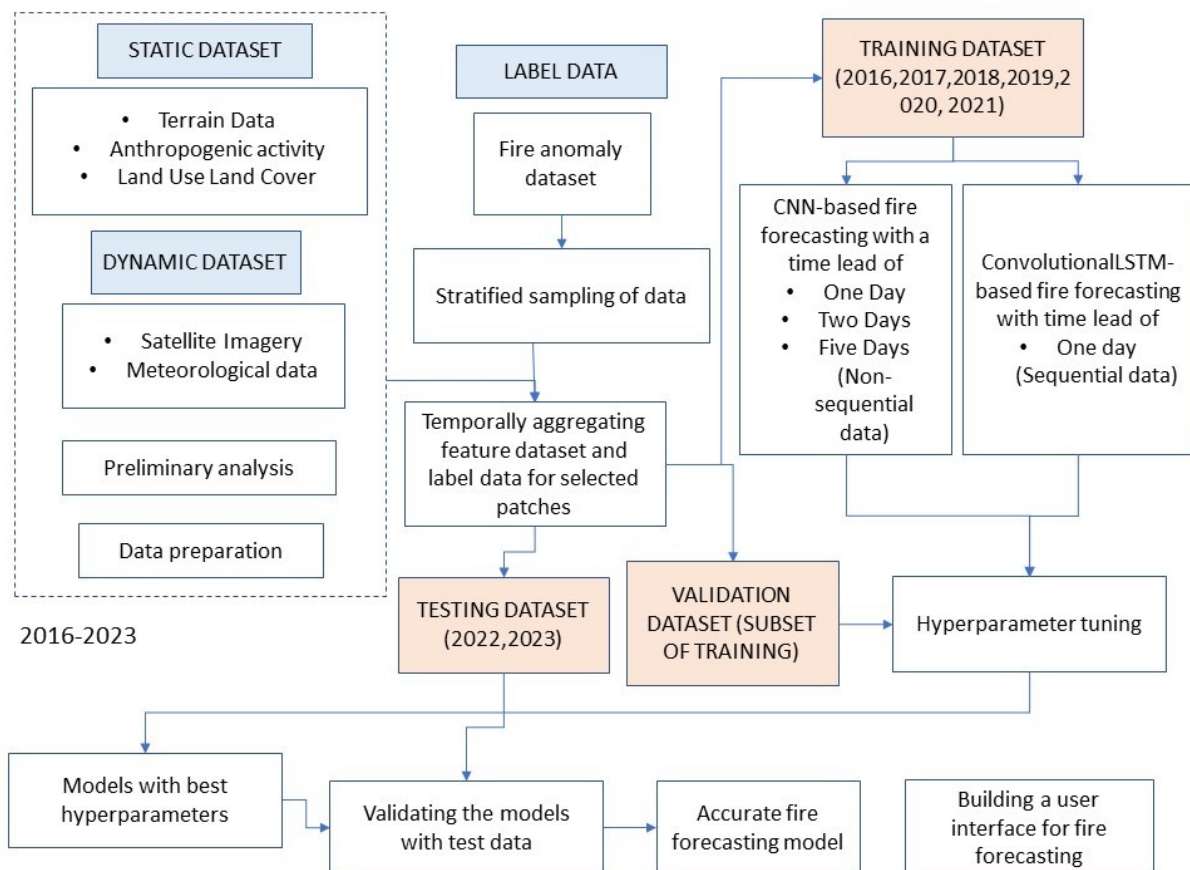 STATIC DATASET
• Terrain Data
• Anthropogenic activity
• Land Use Land Cover
DYNAMIC DATASET
• Satellite Imagery
• Meteorological data
Preliminary analysis
Data preparation
2016-2023
LABEL DATA
Fire anomaly
dataset
Stratified sampling of data
Temporally aggregating
feature dataset and
label data for selected
patches
TESTING DATASET
(2022,2023)
VALIDATION
DATASET (SUBSET
OF TRAINING)
TRAINING DATASET
(2016,2017,2018,2019,2
020, 2021)
CNN-based fire
forecasting with a
time lead of
• One Day
• Two Days
• Five Days
(Non-
sequential
data)
ConvolutionalLSTM-
based fire forecasting
with time lead of
• One day
(Sequential data)
Hyperparameter tuning
Models with best
hyperparameters
Validating the models
with test data
Accurate fire
forecasting model
Building a user
interface for fire
forecasting